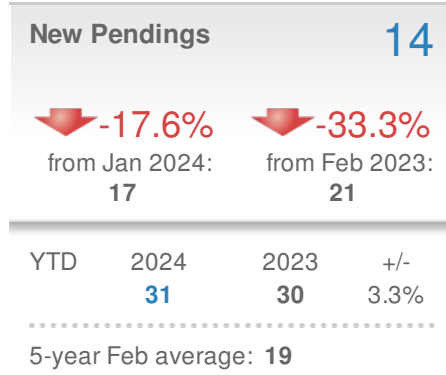 New Pendings 14
-17.6% -33.3%
from Jan 2024: from Feb 2023:
17 21
YTD 2024 2023 +/-
31 30 3.3%
5-year Feb average: 19